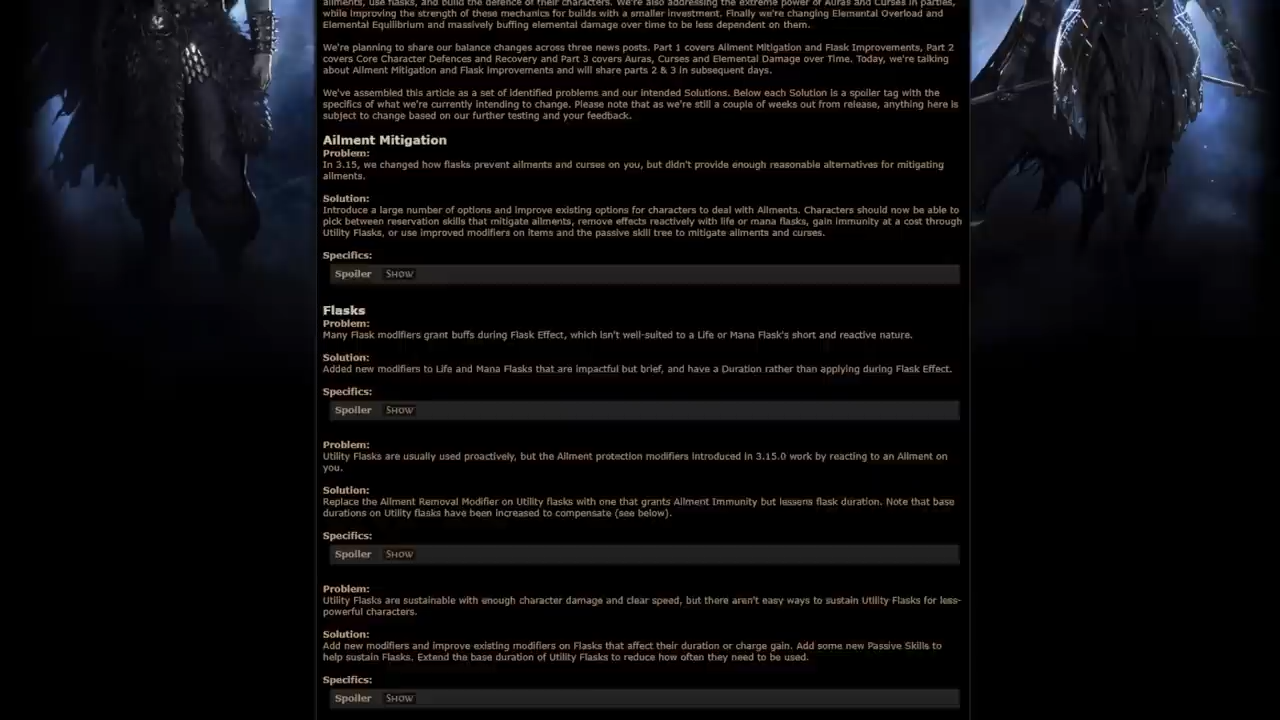 ailments, use flasks, and build the defence of their characters. We're also addressing the extreme power of Auras and Curses in parties,
while improving the strength of these mechanics for builds with a smaller investment. Finally we're changing Elemental Overload and
Elemental Equilibrium and massively buffing elemental damage over time to be less dependent on them.
We're planning to share our balance changes across three news posts. Part 1 covers Ailment Mitigation and Flask Improvements, Part 2
covers Core Character Defences and Recovery and Part 3 covers Auras, Curses and Elemental Damage over Time. Today, we're talking
about Ailment Mitigation and Flask improvements and will share parts 2 & 3 in subsequent days.
We've assembled this article as a set of identified problems and our intended Solutions. Below each Solution is a spoiler tag with the
specifics of what we're currently intending to change. Please note that as we're still a couple of weeks out from release, anything here is
subject to change based on our further testing and your feedback.
Ailment Mitigation
Problem:
In 3.15, we changed how flasks prevent ailments and curses on you, but didn't provide enough reasonable alternatives for mitigating
ailments.
Solution:
Introduce a large number of options and improve existing options for characters to deal with Ailments. Characters should now be able to
pick between reservation skills that mitigate ailments, remove effects reactively with life or mana flasks, gain immunity at a cost through
Utility Flasks, or use improved modifiers on items and the passive skill tree to mitigate ailments and curses.
Specifics:
Spoiler SHOW
Flasks
Problem:
Many Flask modifiers grant buffs during Flask Effect, which isn't well-suited to a Life or Mana Flask's short and reactive nature.
Solution:
Added new modifiers to Life and Mana Flasks that are impactful but brief, and have a Duration rather than applying during Flask Effect.
Specifics:
Spoiler SHOW
Problem:
Utility Flasks are usually used proactively, but the Ailment protection modifiers introduced in 3.15.0 work by reacting to an Ailment on
you.
Solution:
Replace the Ailment Removal Modifier on Utility flasks with one that grants Ailment Immunity but lessens flask duration. Note that base
durations on Utility flasks have been increased to compensate (see below).
Specifics:
Spoiler SHOW
Problem:
Utility Flasks are sustainable with enough character damage and clear speed, but there aren't easy ways to sustain Utility Flasks for less-
powerful characters.
Solution:
Add new modifiers and improve existing modifiers on Flasks that affect their duration or charge gain. Add some new Passive Skills to
help sustain Flasks. Extend the base duration of Utility Flasks to reduce how often they need to be used.
Specifics:
Spoiler SHOW